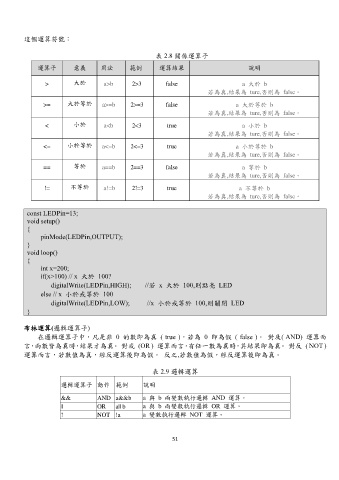 這個運算符號：
表 2.8 關係運算子
運算子 意義 用法 範例 運算結果 說明
> 大於 a>b 2>3 false a 大於 b
若為真,結果為 ture,否則為 false。
>= 大於等於 a>=b 2>=3 false a 大於等於 b
若為真,結果為 ture,否則為 false。
< 小於 a<b 2<3 true a 小於 b
若為真,結果為 ture,否則為 false。
<= 小於等於 a<=b 2<=3 true a 小於等於 b
若為真,結果為 ture,否則為 false。
== 等於 a==b 2==3 false a 等於 b
若為真,結果為 ture,否則為 false。
!= 不等於 a!=b 2!=3 true a 不等於 b
若為真,結果為 ture,否則為 false。
const LEDPin=13;
void setup()
{
pinMode(LEDPin,OUTPUT);
}
void loop()
{
int x=200;
if(x>100) // x 大於 100?
digitalWrite(LEDPin,HIGH); //若 x 大於 100,則點亮 LED
else // x 小於或等於 100
digitalWrite(LEDPin,LOW); //x 小於或等於 100,則關閉 LED
}
布林運算(邏輯運算子)
在邏輯運算子中，凡是非 0 的數即為真 ( true )，若為 0 即為假 ( false )。 對及( AND) 運算而
言,兩數皆為真時,結果才為真。 對或 (OR ) 運算而言,有任一數為真時,其結果即為真。 對反 ( NOT )
運算而言，若數值為真，經反運算後即為假。 反之,若數值為假，經反運算後即為真。
表 2.9 邏輯運算
邏輯運算子 動作 範例 說明
&& AND a&&b a 與 b 兩變數執行邏輯 AND 運算。
|| OR a||b a 與 b 兩變數執行邏輯 OR 運算。
! NOT !a a 變數執行邏輯 NOT 運算。
51